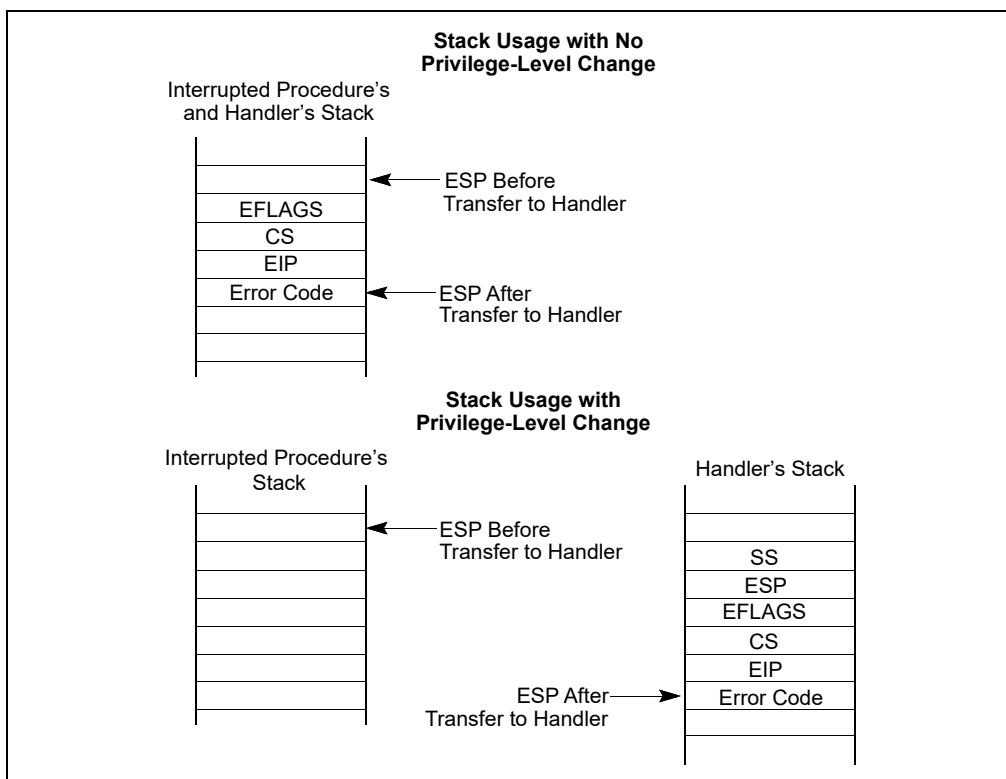 Stack Usage with No
Privilege-Level Change
Interrupted Procedure’s
and Handler’s Stack
ESP Before
Transfer to Handler
EFLAGS
CS
EIP
Error Code
ESP After
Transfer to Handler
Stack Usage with
Privilege-Level Change
Interrupted Procedure’s
Stack
Handler’s Stack
ESP Before
Transfer to Handler
SS
ESP
EFLAGS
CS
EIP
ESP After
Transfer to Handler
Error Code